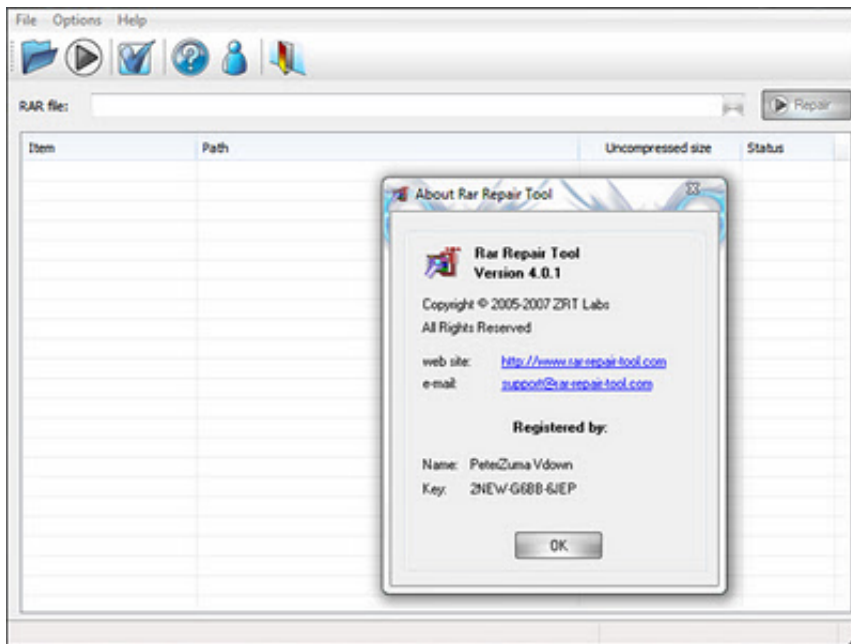 File Options Help
RAR file:
Repair
Item Path Uncompressed size Status
About Rar Repair Tool
Rar Repair Tool
Version 4.0.1
Copyright © 2005-2007 ZRT Labs
All Rights Reserved
web site: http://www.rar-repair-tool.com
e-mail: support@rar-repair-tool.com
Registered by:
Name: PeterZuma Vdown
Key: 2NEW-G6BB-6JEP
OK